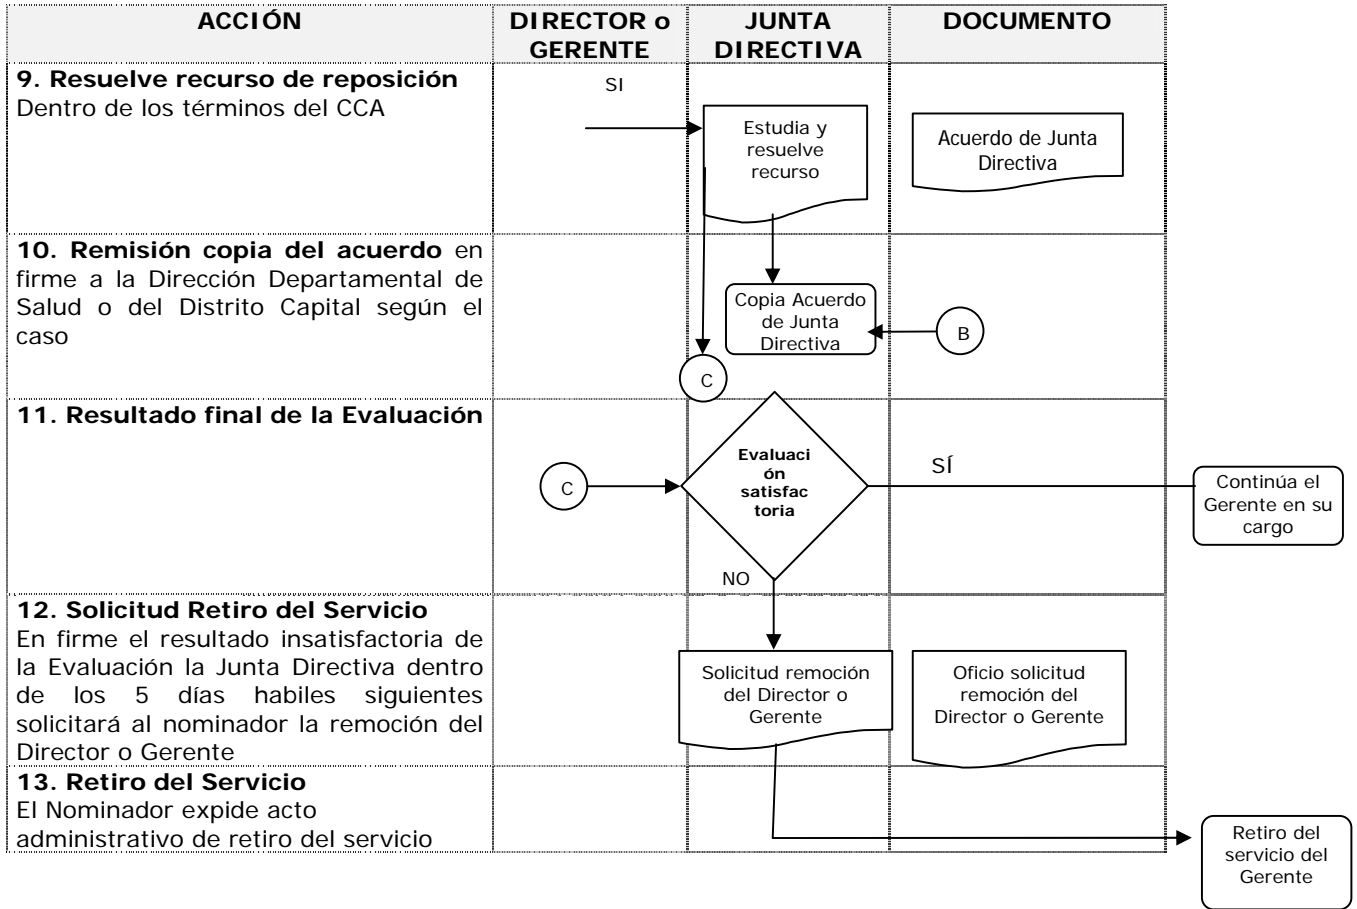 ACCIÓN
DIRECTOR o
GERENTE
JUNTA
DIRECTIVA
DOCUMENTO
9. Resuelve recurso de reposición
Dentro de los términos del CCA
SI
Estudia y
resuelve
recurso
Acuerdo de Junta
Directiva
10. Remisión copia del acuerdo en
firme a la Dirección Departamental de
Salud o del Distrito Capital según el
caso
Copia Acuerdo
de Junta
Directiva
B
C
11. Resultado final de la Evaluación
C
Evaluaci
ón
satisfac
toria
SÍ
Continúa el
Gerente en su
cargo
NO
12. Solicitud Retiro del Servicio
En firme el resultado insatisfactoria de
la Evaluación la Junta Directiva dentro
de los 5 días habiles siguientes
solicitará al nominador la remoción del
Director o Gerente
Solicitud remoción
del Director o
Gerente
Oficio solicitud
remoción del
Director o Gerente
13. Retiro del Servicio
El Nominador expide acto
administrativo de retiro del servicio
Retiro del
servicio del
Gerente